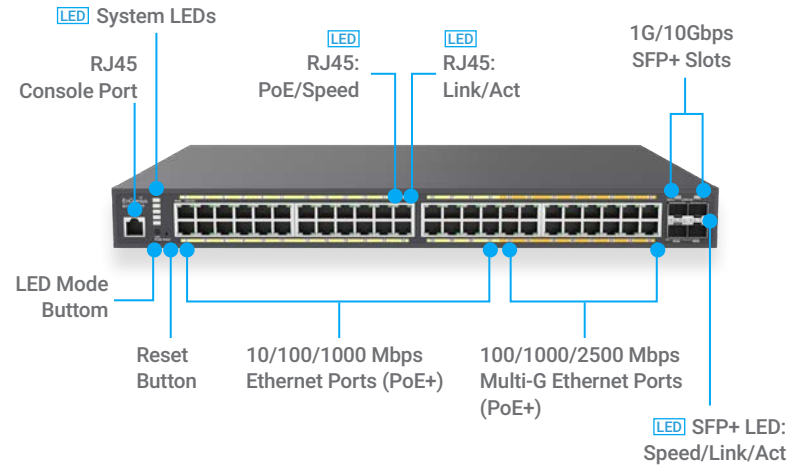 LED System LEDs
RJ45
Console Port
LED
RJ45:
PoE/Speed
LED
RJ45:
Link/Act
1G/10Gbps
SFP+ Slots
EnGenius
LED Mode
Buttom
Reset
Button
10/100/1000 Mbps
Ethernet Ports (PoE+)
100/1000/2500 Mbps
Multi-G Ethernet Ports
(PoE+)
LED SFP+ LED:
Speed/Link/Act